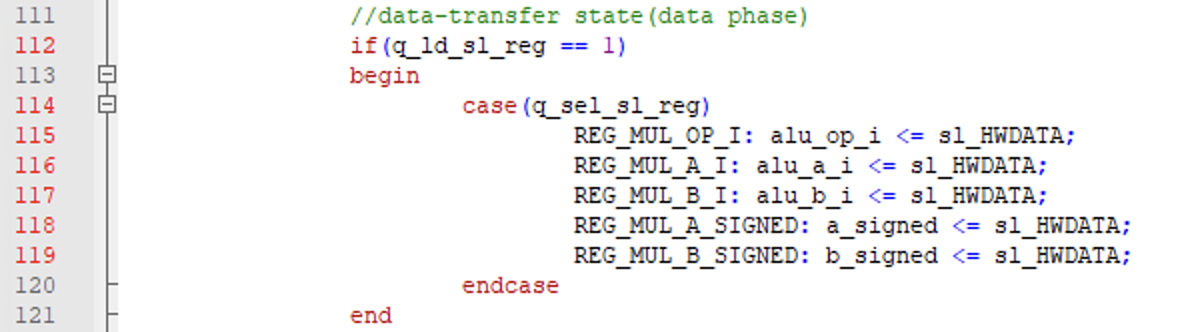 111 //data-transfer state(data phase)
112 if(q_ld_sl_reg == 1)
113 begin
114 case(q_sel_sl_reg)
115 REG_MUL_OP_I: alu_op_i <= sl_HWDATA;
116 REG_MUL_A_I: alu_a_i <= sl_HWDATA;
117 REG_MUL_B_I: alu_b_i <= sl_HWDATA;
118 REG_MUL_A_SIGNED: a_signed <= sl_HWDATA;
119 REG_MUL_B_SIGNED: b_signed <= sl_HWDATA;
120 endcase
121 end